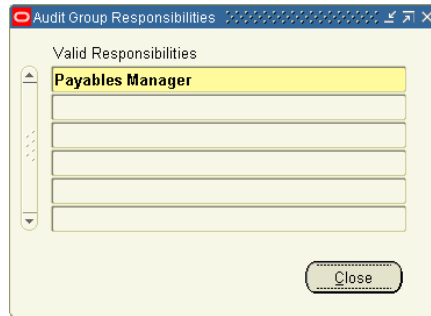 Audit Group Responsibilities
Valid Responsibilities
Payables Manager
Close